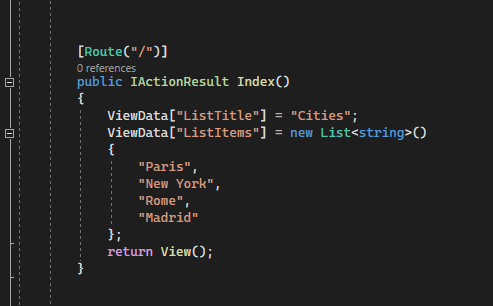 [Route("/")]
0 references
public IActionResult Index()
{
ViewData["ListTitle"] = "Cities";
ViewData["ListItems"] = new List<string>()
{
"Paris",
"New York",
"Rome",
"Madrid"
};
return View();
}